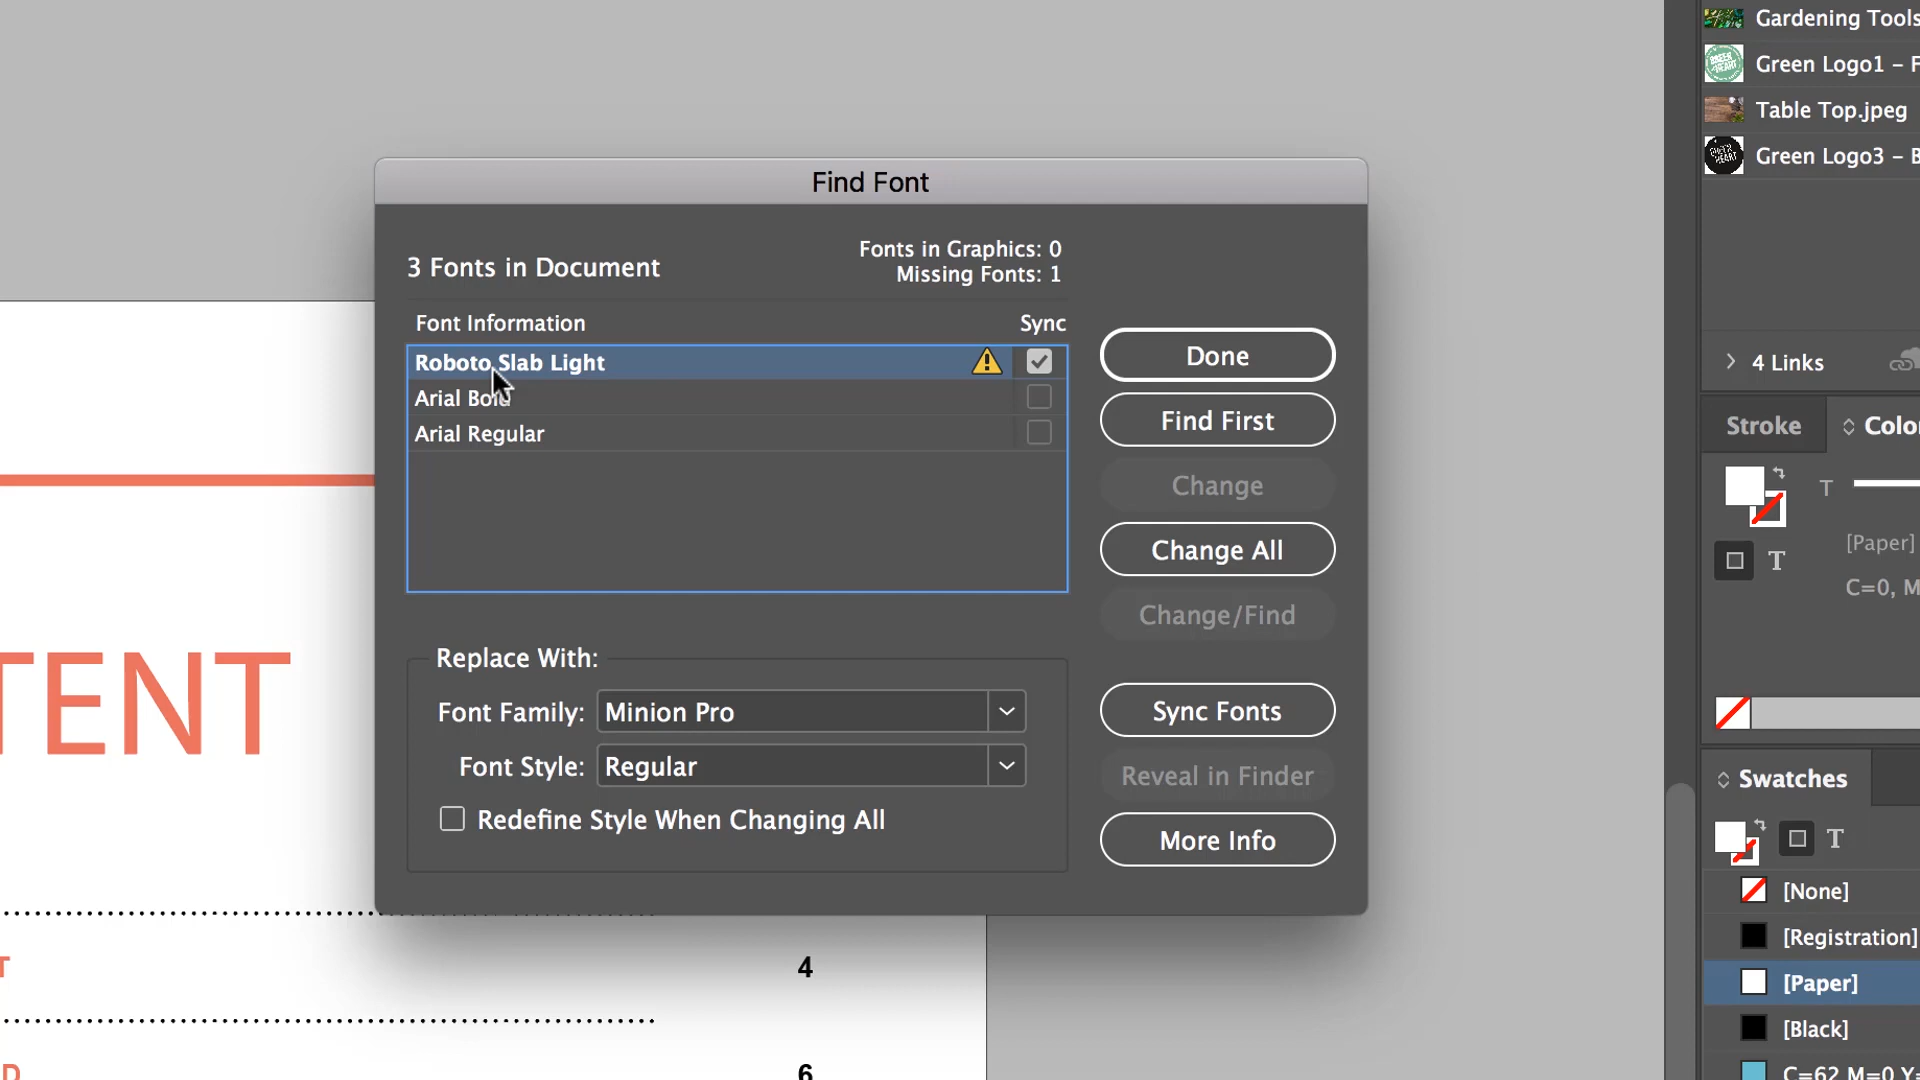 Find Font
3 Fonts in Document
Fonts in Graphics: 0
Missing Fonts: 1
Font Information Sync
Roboto Slab Light
Arial Bold
Arial Regular
Done
Find First
Change
Change All
Change/Find
Replace With:
Font Family: Minion Pro
Font Style: Regular
Redefine Style When Changing All
Sync Fonts
Reveal in Finder
More Info
TENT
T 4
D 6
Gardening Tools
Green Logo1 – F
Table Top.jpeg
Green Logo3 – B
4 Links
Stroke Colo
T
[Paper]
T
C=0, M
Swatches
T
[None]
[Registration]
[Paper]
[Black]
C=62 M=0 Y=